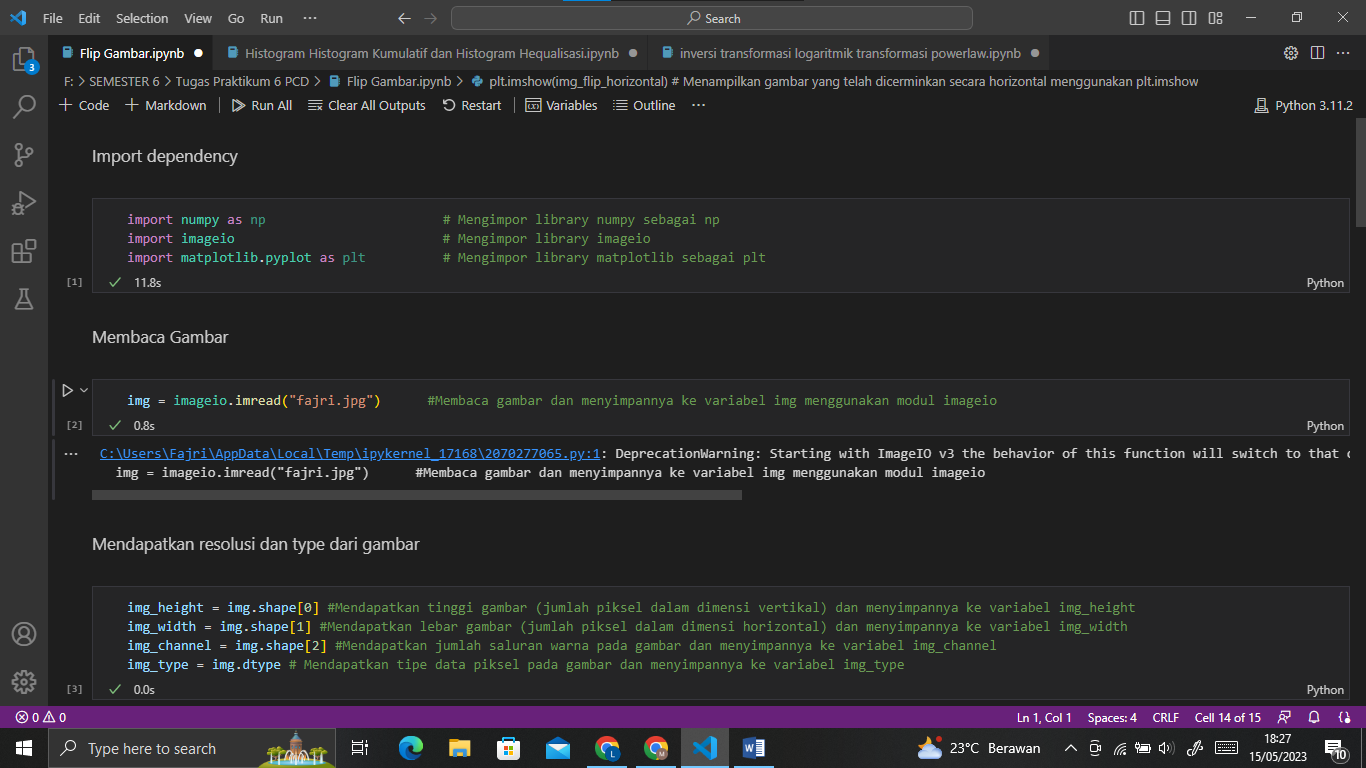 File Edit Selection View Go Run ··· Search
Flip Gambar.ipynb Histogram Histogram Kumulatif dan Histogram Hequalisasi.ipynb inversi transformasi logaritmik transformasi powerlaw.ipynb
F: > SEMESTER 6 > Tugas Praktikum 6 PCD > Flip Gambar.ipynb > plt.imshow(img_flip_horizontal) # Menampilkan gambar yang telah dicerminkan secara horizontal menggunakan plt.imshow
+ Code + Markdown Run All Clear All Outputs Restart Variables Outline ··· Python 3.11.2
3
Import dependency
import numpy as np # Mengimpor library numpy sebagai np
import imageio # Mengimpor library imageio
import matplotlib.pyplot as plt # Mengimpor library matplotlib sebagai plt
[1] 11.8s Python
Membaca Gambar
img = imageio.imread("fajri.jpg") #Membaca gambar dan menyimpannya ke variabel img menggunakan modul imageio
[2] 0.8s Python
··· C:\Users\Fajri\AppData\Local\Temp\ipykernel_17168\2070277065.py:1: DeprecationWarning: Starting with ImageIO v3 the behavior of this function will switch to that
img = imageio.imread("fajri.jpg") #Membaca gambar dan menyimpannya ke variabel img menggunakan modul imageio
Mendapatkan resolusi dan type dari gambar
img_height = img.shape[0] #Mendapatkan tinggi gambar (jumlah piksel dalam dimensi vertikal) dan menyimpannya ke variabel img_height
img_width = img.shape[1] #Mendapatkan lebar gambar (jumlah piksel dalam dimensi horizontal) dan menyimpannya ke variabel img_width
img_channel = img.shape[2] #Mendapatkan jumlah saluran warna pada gambar dan menyimpannya ke variabel img_channel
img_type = img.dtype # Mendapatkan tipe data piksel pada gambar dan menyimpannya ke variabel img_type
[3] 0.0s Python
0 0 Ln 1, Col 1 Spaces: 4 CRLF Cell 14 of 15
Type here to search L M W 23°C Berawan 18:27
15/05/2023 10